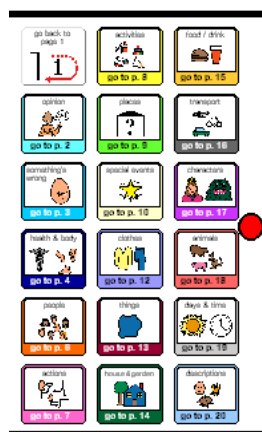 go back to
page 1
1
activities
go to p. 8
food / drink
go to p. 15
opinion
go to p. 2
places
?
go to p. 9
transport
go to p. 16
something's
wrong
go to p. 3
special events
go to p. 10
characters
go to p. 17
health & body
go to p. 4
clothes
go to p. 12
animals
go to p. 18
people
go to p. 6
things
go to p. 13
days & time
go to p. 19
actions
go to p. 7
house & garden
go to p. 14
descriptions
go to p. 20